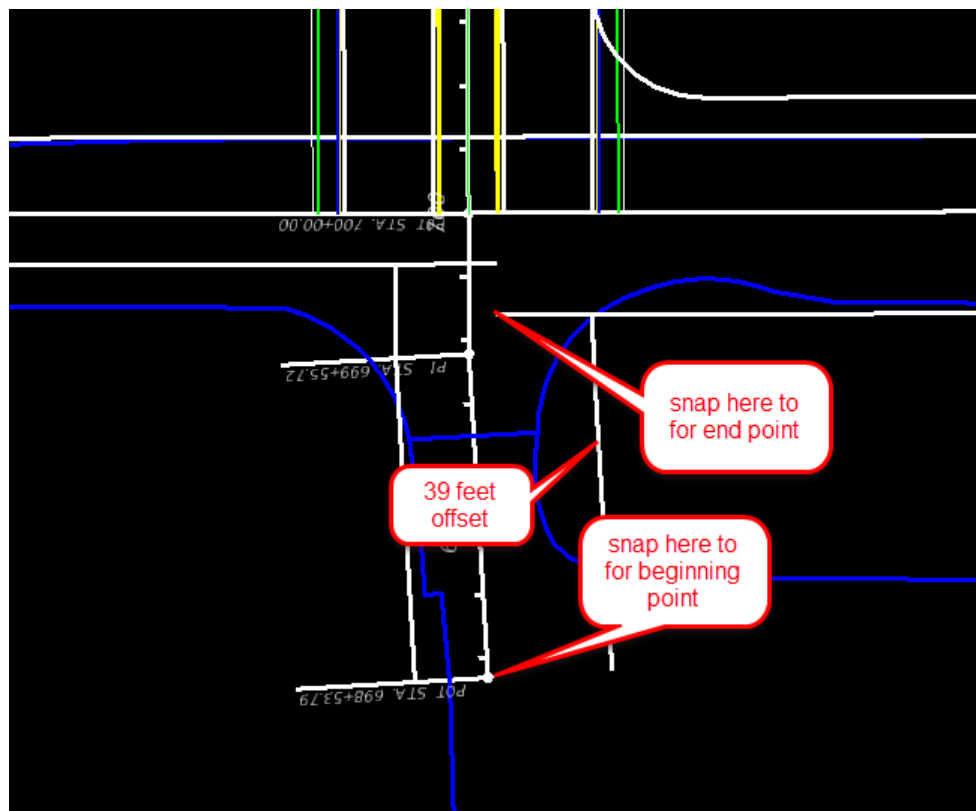 POT STA. 700+00.00
PI STA. 699+55.72
snap here to
for end point
39 feet
offset
snap here to
for beginning
point
POT STA. 698+53.79